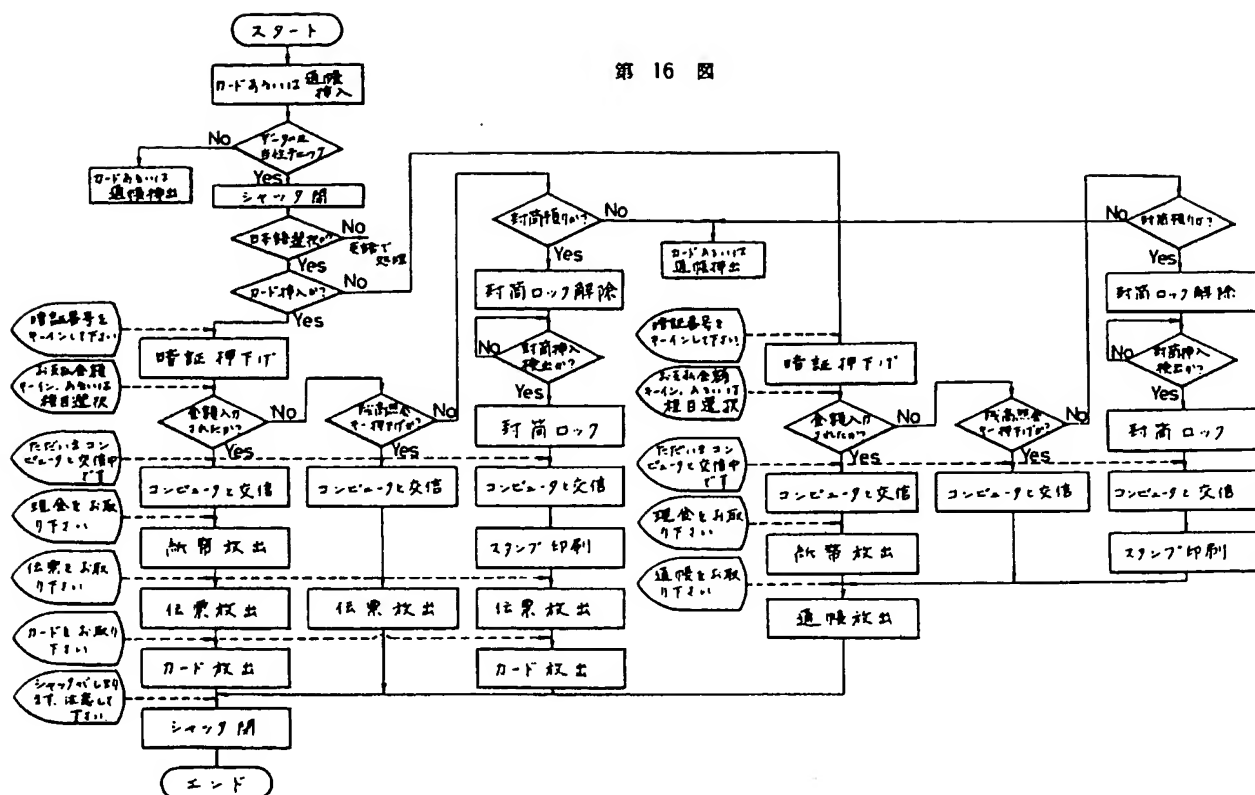 第 16 図
スタート
カードあるいは通帳
挿入
データの正
当性チェック
No
Yes
カードあるいは
通帳押出
シャッタ開
日本語選択か?
No
英語で
処理
Yes
カード挿入か?
No
Yes
暗証番号を
キーインして下さい
暗証押下げ
お支払金額
キーイン、あるいは
種目選択
金額入力
されたか?
No
Yes
残高照会
キー押下げか?
Yes
ただいまコン
ピュータと交信中
です
コンピュータと交信
コンピュータと交信
現金をお取
り下さい
紙幣放出
伝票をお取
り下さい
伝票放出
伝票放出
カードをお取り
下さい
カード放出
シャッタがしまり
ます、注意して
下さい
シャッタ閉
エンド
封筒預りか?
No
Yes
カードあるいは
通帳押出
封筒ロック解除
封筒挿入
検出か?
No
Yes
封筒ロック
コンピュータと交信
スタンプ印刷
伝票放出
カード放出
暗証番号を
キーインして下さい
暗証押下げ
お支払金額
キーイン、あるいは
種目選択
金額入力
されたか?
No
Yes
残高照会
キー押下げか?
Yes
ただいまコン
ピュータと交信中
です
コンピュータと交信
コンピュータと交信
現金をお取
り下さい
紙幣放出
通帳をお取
り下さい
通帳放出
封筒預りか?
No
Yes
封筒ロック解除
封筒挿入
検出か?
No
Yes
封筒ロック
コンピュータと交信
スタンプ印刷